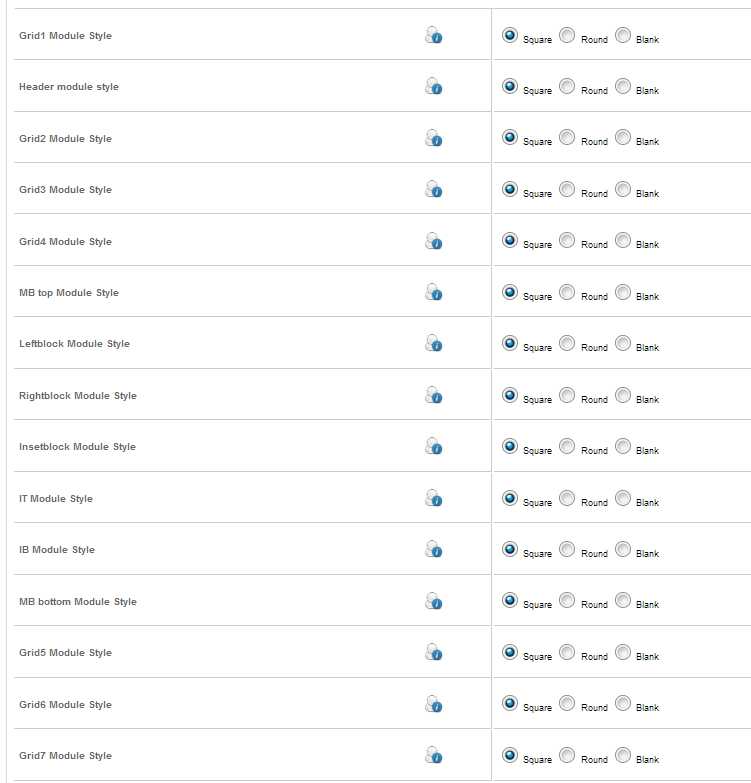 Grid1 Module Style Square Round Blank
Header module style Square Round Blank
Grid2 Module Style Square Round Blank
Grid3 Module Style Square Round Blank
Grid4 Module Style Square Round Blank
MB top Module Style Square Round Blank
Leftblock Module Style Square Round Blank
Rightblock Module Style Square Round Blank
Insetblock Module Style Square Round Blank
IT Module Style Square Round Blank
IB Module Style Square Round Blank
MB bottom Module Style Square Round Blank
Grid5 Module Style Square Round Blank
Grid6 Module Style Square Round Blank
Grid7 Module Style Square Round Blank